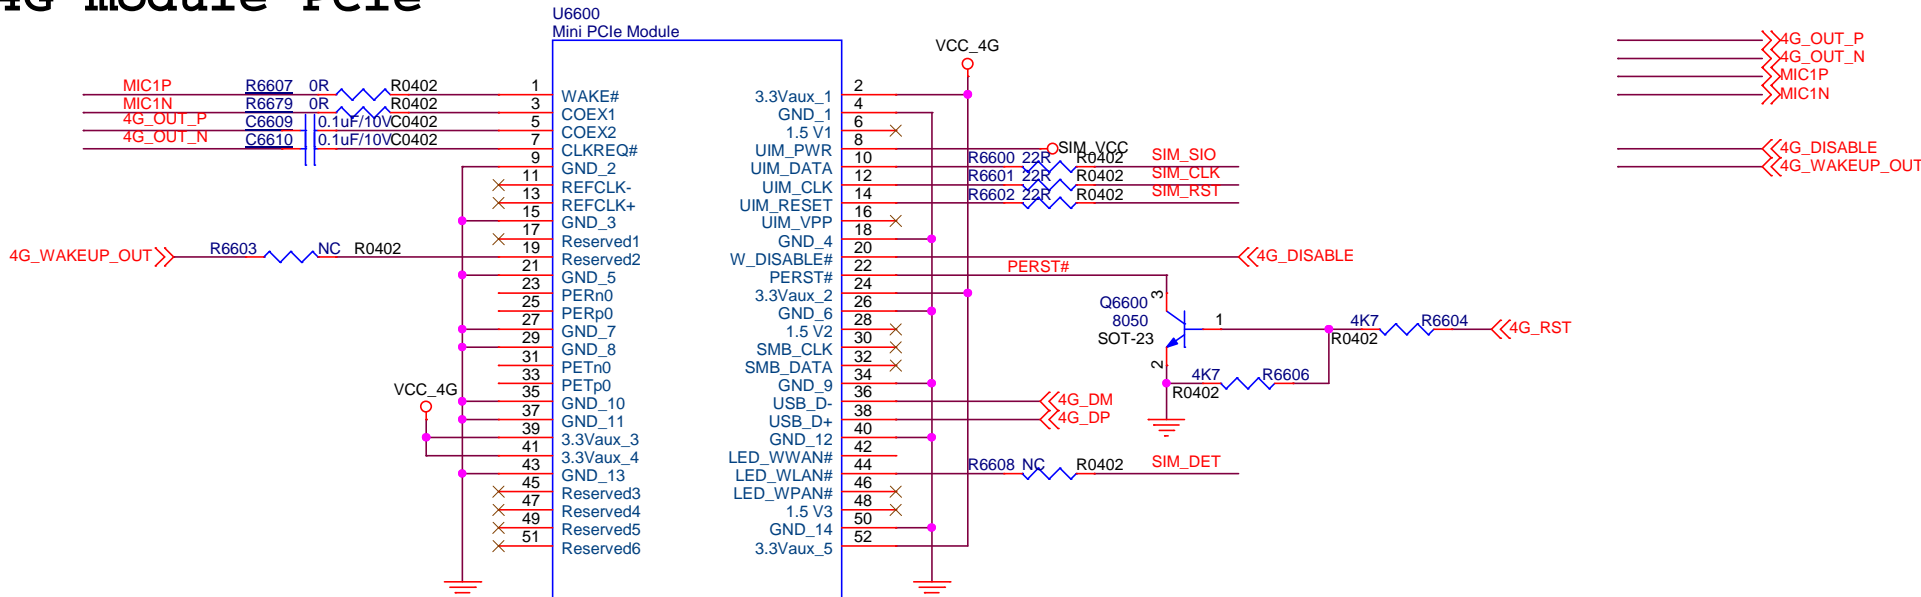 4G module PCIe
U6600
Mini PCIe Module
VCC_4G
4G_OUT_P
4G_OUT_N
MIC1P
MIC1N
4G_DISABLE
4G_WAKEUP_OUT
MIC1P R6607 0R R0402 1 WAKE#
MIC1N R6679 0R R0402 3 COEX1
4G_OUT_P C6609 0.1uF/10V C0402 5 COEX2
4G_OUT_N C6610 0.1uF/10V C0402 7 CLKREQ#
9 GND_2
11 REFCLK-
13 REFCLK+
15 GND_3
17 Reserved1
4G_WAKEUP_OUT R6603 NC R0402 19 Reserved2
21 GND_5
23 PERn0
25 PERp0
27 GND_7
29 GND_8
31 PETn0
33 PETp0
VCC_4G
35 GND_10
37 GND_11
39 3.3Vaux_3
41 3.3Vaux_4
43 GND_13
45 Reserved3
47 Reserved4
49 Reserved5
51 Reserved6
3.3Vaux_1 2
GND_1 4
1.5 V1 6
UIM_PWR 8 SIM_VCC
UIM_DATA 10 R6600 22R R0402 SIM_SIO
UIM_CLK 12 R6601 22R R0402 SIM_CLK
UIM_RESET 14 R6602 22R R0402 SIM_RST
UIM_VPP 16
GND_4 18
W_DISABLE# 20 4G_DISABLE
PERST# 22 PERST#
3.3Vaux_2 24
GND_6 26
1.5 V2 28
SMB_CLK 30
SMB_DATA 32
GND_9 34
USB_D- 36 4G_DM
USB_D+ 38 4G_DP
GND_12 40
LED_WWAN# 42
LED_WLAN# 44 R6608 NC R0402 SIM_DET
LED_WPAN# 46
1.5 V3 48
GND_14 50
3.3Vaux_5 52
Q6600
8050
SOT-23
3
1
2
4K7 R6604 4G_RST
R0402
4K7 R6606
R0402